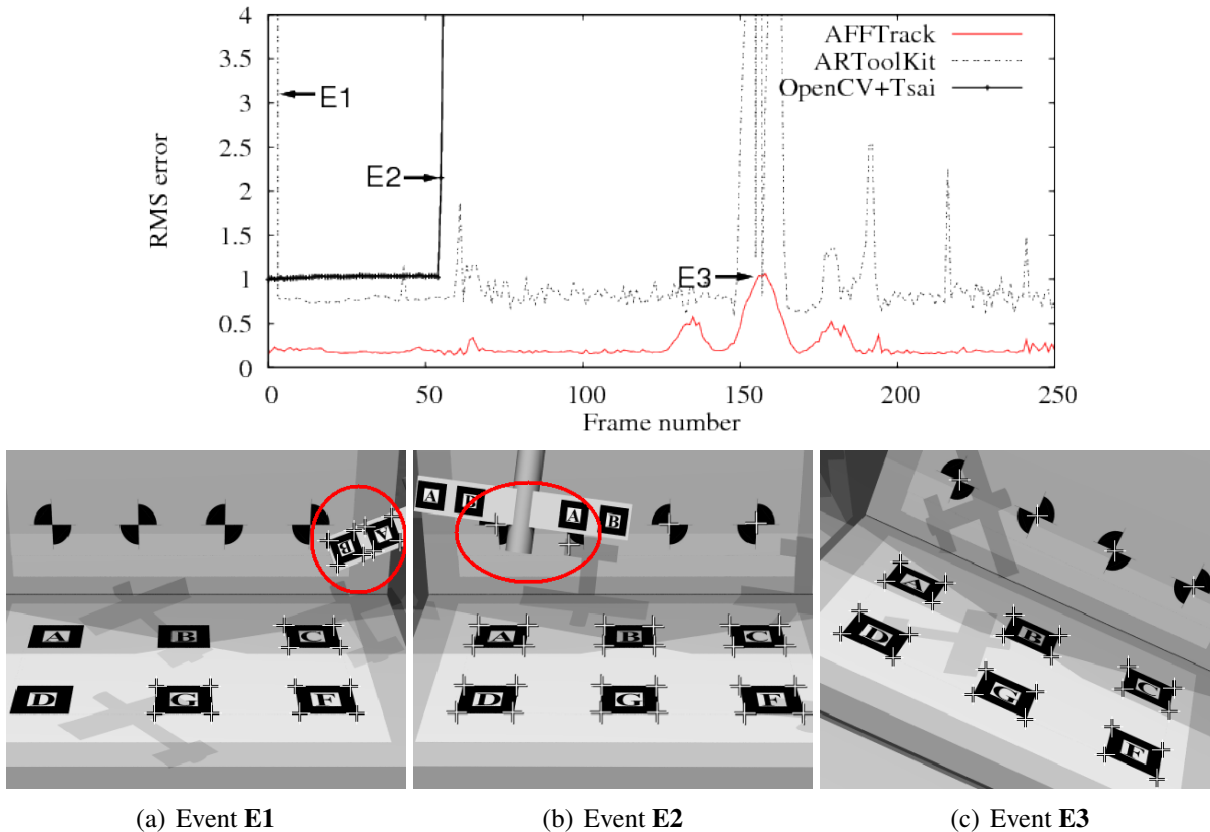 4
3.5
3
2.5
2
1.5
1
0.5
0
RMS error
0 50 100 150 200 250
Frame number
AFFTrack
ARToolKit
OpenCV+Tsai
E1
E2
E3
A B
A B C
D G F
A B A B
A B C
D G F
A
D B
G C
F
(a) Event E1
(b) Event E2
(c) Event E3